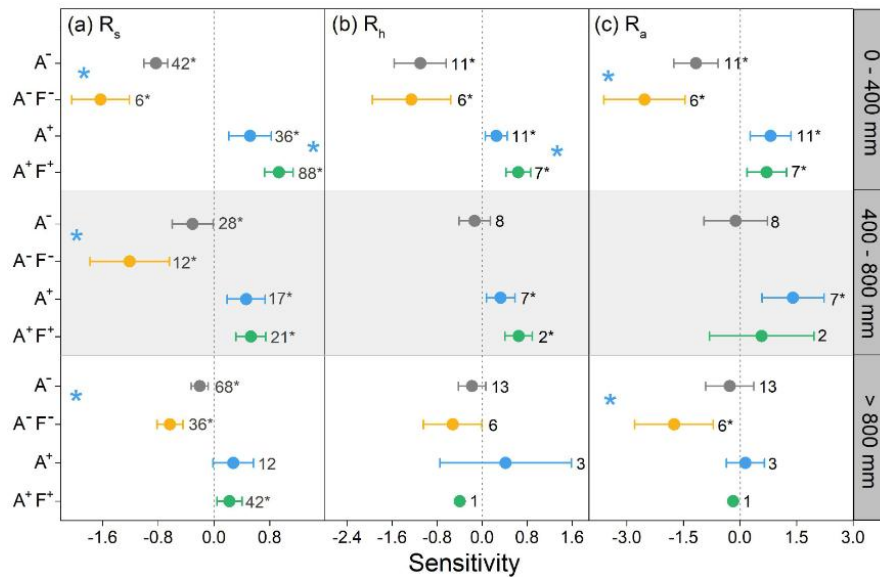 (a) Rₛ (b) Rₕ (c) Rₐ
0 - 400 mm
A⁻ 42* 11* 11*
* *
A⁻F⁻ 6* 6* 6*
A⁺ 36* 11* 11*
* *
A⁺F⁺ 88* 7* 7*
400 - 800 mm
A⁻ 28* 8 8
*
A⁻F⁻ 12*
A⁺ 17* 7* 7*
A⁺F⁺ 21* 2* 2
> 800 mm
A⁻ 68* 13 13
* *
A⁻F⁻ 36* 6 6*
A⁺ 12 3 3
A⁺F⁺ 42* 1 1
-1.6 -0.8 0.0 0.8 -2.4 -1.6 -0.8 0.0 0.8 1.6 -3.0 -1.5 0.0 1.5 3.0
Sensitivity